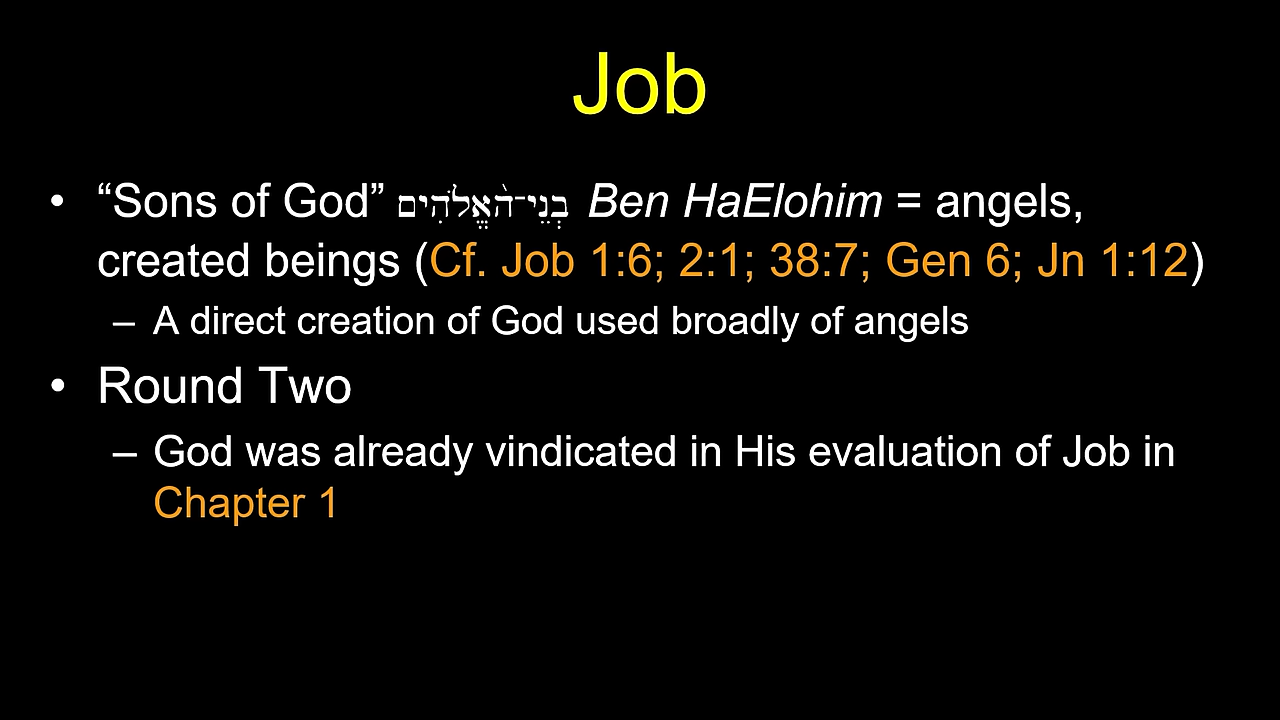 Job
• “Sons of God” בְנֵי־הָ֨אֱלֹהִ֜ים Ben HaElohim = angels,
created beings (Cf. Job 1:6; 2:1; 38:7; Gen 6; Jn 1:12)
– A direct creation of God used broadly of angels
• Round Two
– God was already vindicated in His evaluation of Job in
Chapter 1